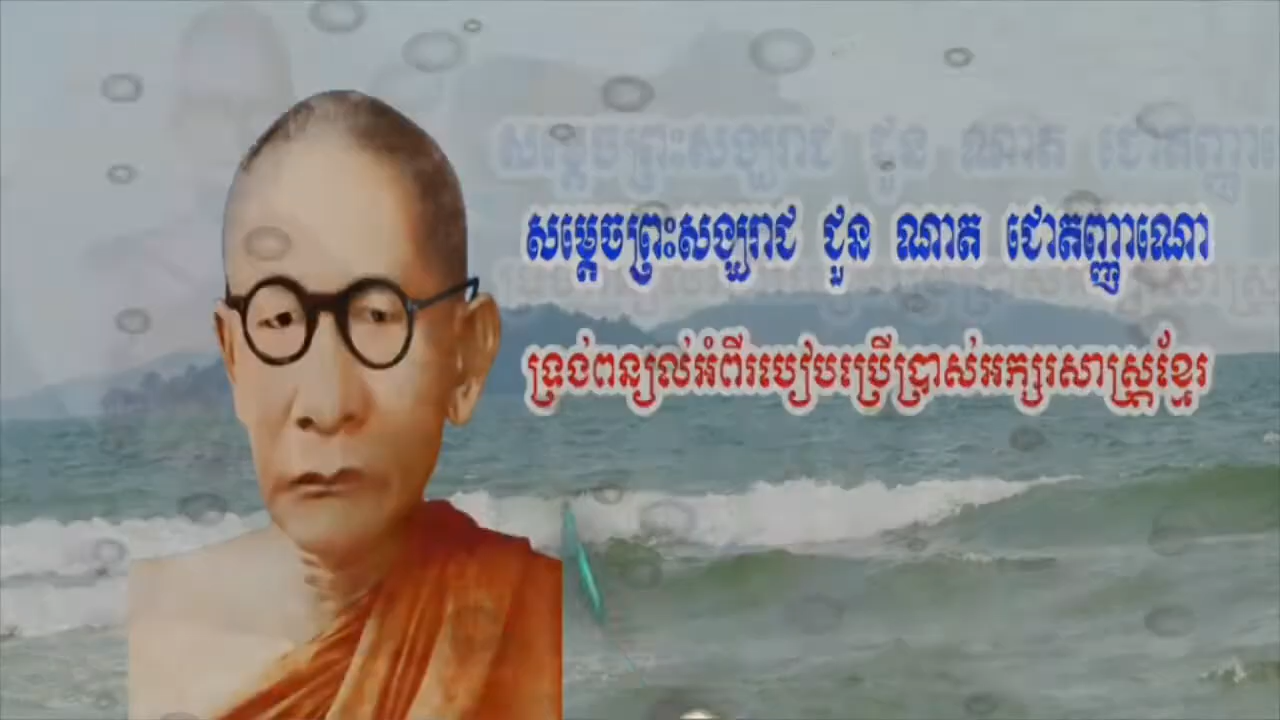 សម្តេចព្រះសង្ឃរាជ ជួន ណាត ជោតញ្ញាណោ
ទ្រង់ពន្យល់អំពីរបៀបប្រើប្រាស់អក្សរសាស្ត្រខ្មែរ